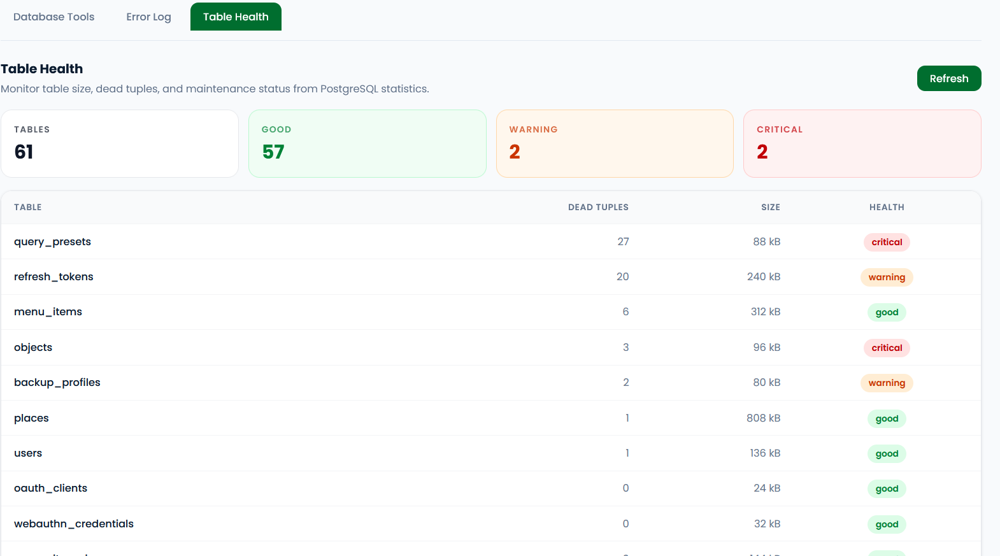 Database Tools Error Log Table Health
Table Health
Monitor table size, dead tuples, and maintenance status from PostgreSQL statistics.
Refresh
TABLES
61
GOOD
57
WARNING
2
CRITICAL
2
TABLE DEAD TUPLES SIZE HEALTH
query_presets 27 88 kB critical
refresh_tokens 20 240 kB warning
menu_items 6 312 kB good
objects 3 96 kB critical
backup_profiles 2 80 kB warning
places 1 808 kB good
users 1 136 kB good
oauth_clients 0 24 kB good
webauthn_credentials 0 32 kB good